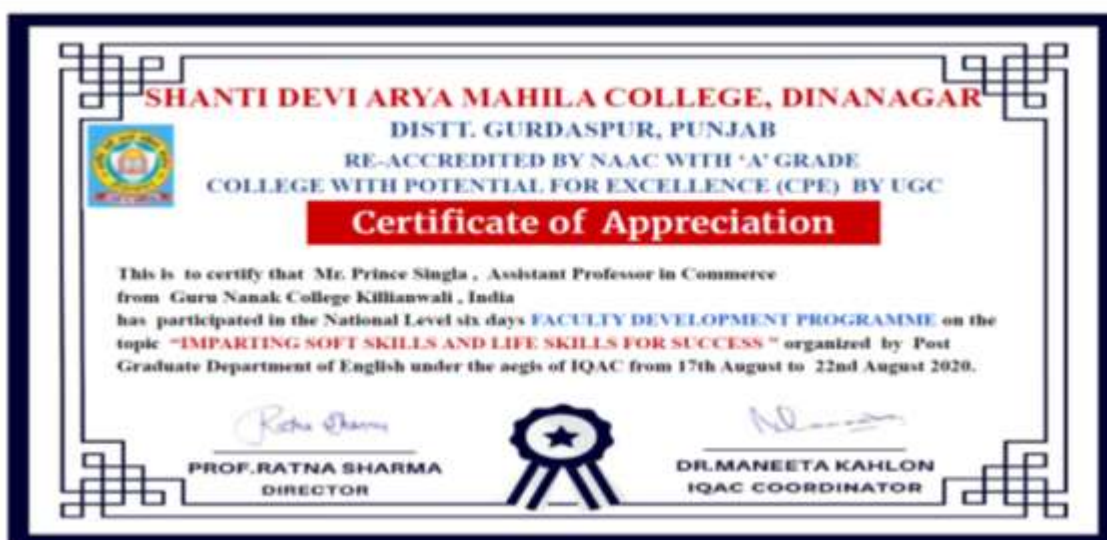 SHANTI DEVI ARYA MAHILA COLLEGE, DINANAGAR
DISTT. GURDASPUR, PUNJAB
RE-ACCREDITED BY NAAC WITH ‘A’ GRADE
COLLEGE WITH POTENTIAL FOR EXCELLENCE (CPE) BY UGC
Certificate of Appreciation
This is to certify that Mr. Prince Singla , Assistant Professor in Commerce
from Guru Nanak College Killianwali , India
has participated in the National Level six days FACULTY DEVELOPMENT PROGRAMME on the
topic “IMPARTING SOFT SKILLS AND LIFE SKILLS FOR SUCCESS ” organized by Post
Graduate Department of English under the aegis of IQAC from 17th August to 22nd August 2020.
Ratna Sharma
PROF.RATNA SHARMA
DIRECTOR
DR.MANEETA KAHLON
IQAC COORDINATOR